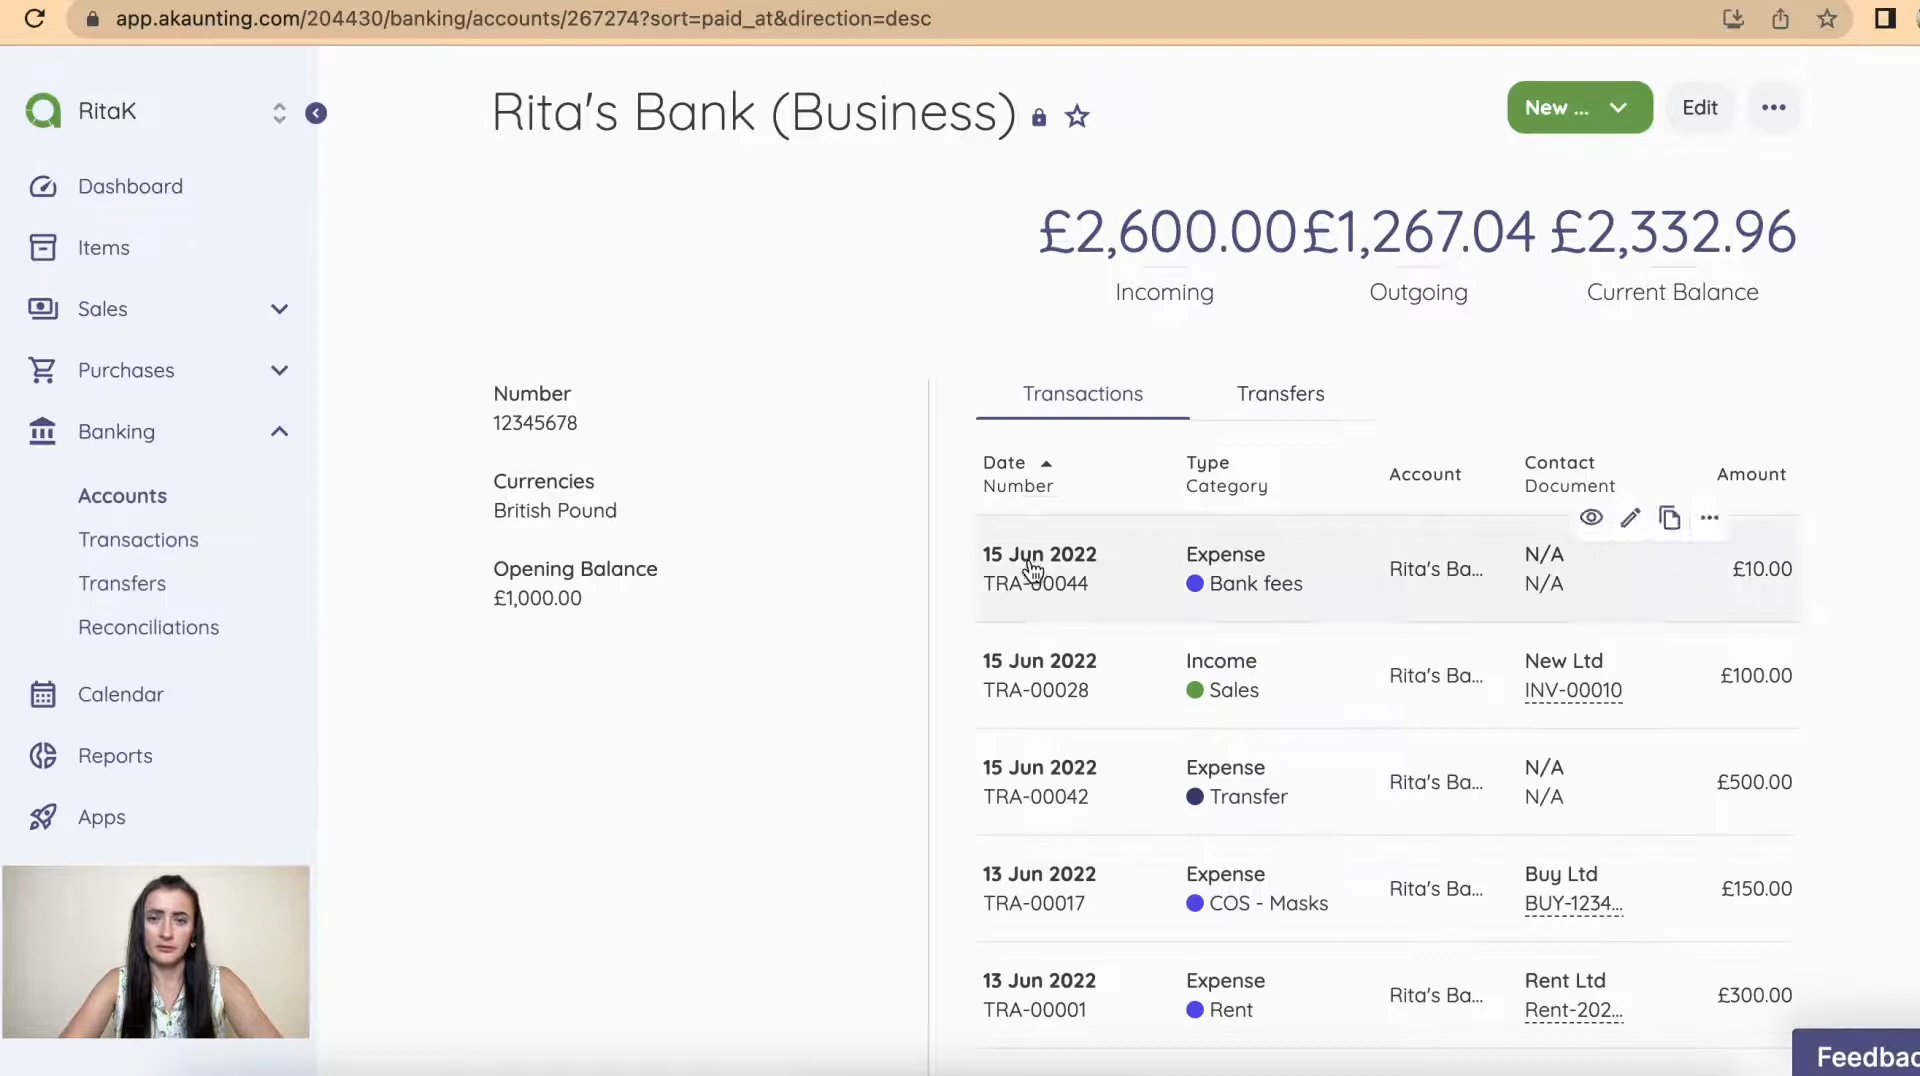 app.akaunting.com/204430/banking/accounts/267274?sort=paid_at&direction=desc
RitaK
Dashboard
Items
Sales
Purchases
Banking
Accounts
Transactions
Transfers
Reconciliations
Calendar
Reports
Apps
Rita's Bank (Business)
New ...
Edit
£2,600.00 £1,267.04 £2,332.96
Incoming Outgoing Current Balance
Number
12345678
Currencies
British Pound
Opening Balance
£1,000.00
Transactions Transfers
Date Type Account Contact Amount
Number Category Document
15 Jun 2022 Expense Rita's Ba... N/A £10.00
TRA-00044 Bank fees N/A
15 Jun 2022 Income Rita's Ba... New Ltd £100.00
TRA-00028 Sales INV-00010
15 Jun 2022 Expense Rita's Ba... N/A £500.00
TRA-00042 Transfer N/A
13 Jun 2022 Expense Rita's Ba... Buy Ltd £150.00
TRA-00017 COS - Masks BUY-1234...
13 Jun 2022 Expense Rita's Ba... Rent Ltd £300.00
TRA-00001 Rent Rent-202...
Feedbac